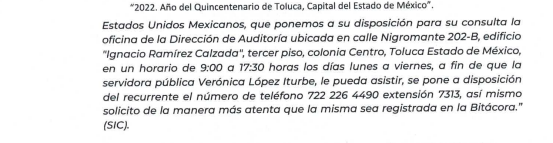 "2022. Año del Quincentenario de Toluca, Capital del Estado de México".
Estados Unidos Mexicanos, que ponemos a su disposición para su consulta la
oficina de la Dirección de Auditoría ubicada en calle Nigromante 202-B, edificio
"Ignacio Ramírez Calzada", tercer piso, colonia Centro, Toluca Estado de México,
en un horario de 9:00 a 17:30 horas los días lunes a viernes, a fin de que la
servidora pública Verónica López Iturbe, le pueda asistir, se pone a disposición
del recurrente el número de teléfono 722 226 4490 extensión 7313, así mismo
solicito de la manera más atenta que la misma sea registrada en la Bitácora."
(SIC).